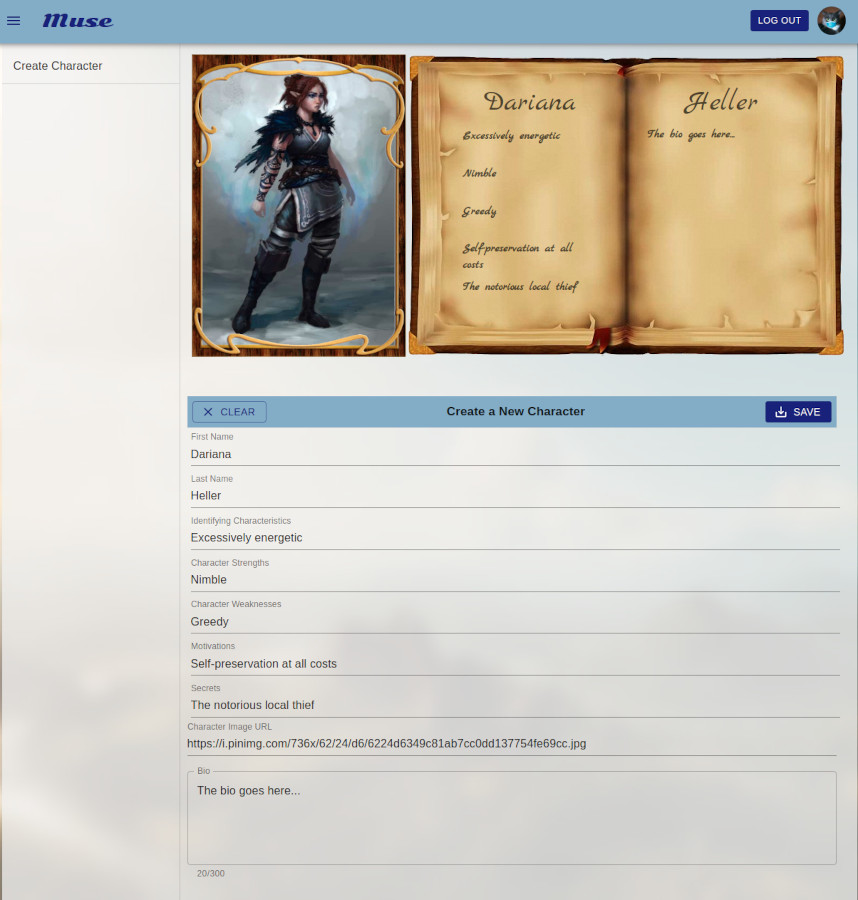 Muse
LOG OUT
Create Character
Dariana
Excessively energetic
Nimble
Greedy
Self-preservation at all
costs
The notorious local thief
Heller
The bio goes here...
CLEAR
Create a New Character
SAVE
First Name
Dariana
Last Name
Heller
Identifying Characteristics
Excessively energetic
Character Strengths
Nimble
Character Weaknesses
Greedy
Motivations
Self-preservation at all costs
Secrets
The notorious local thief
Character Image URL
https://i.pinimg.com/736x/62/24/d6/6224d6349c81ab7cc0dd137754fe69cc.jpg
Bio
The bio goes here...
20/300